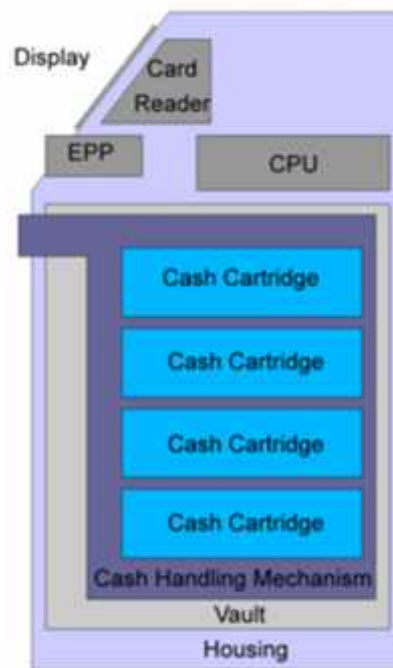 Display
Card
Reader
EPP
CPU
Cash Cartridge
Cash Cartridge
Cash Cartridge
Cash Cartridge
Cash Handling Mechanism
Vault
Housing